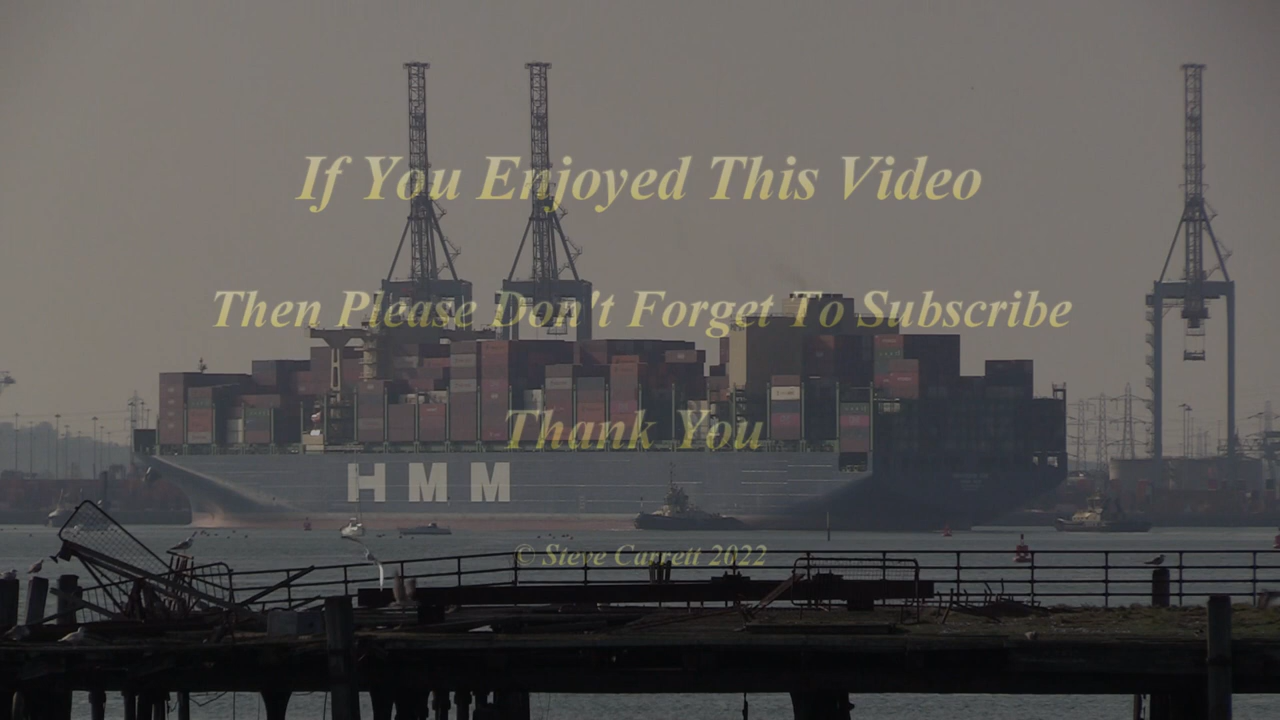 If You Enjoyed This Video
Then Please Don't Forget To Subscribe
Thank You
HMM
© Steve Carrett 2022